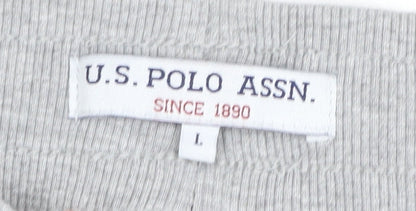 U.S. POLO ASSN.
SINCE 1890
L